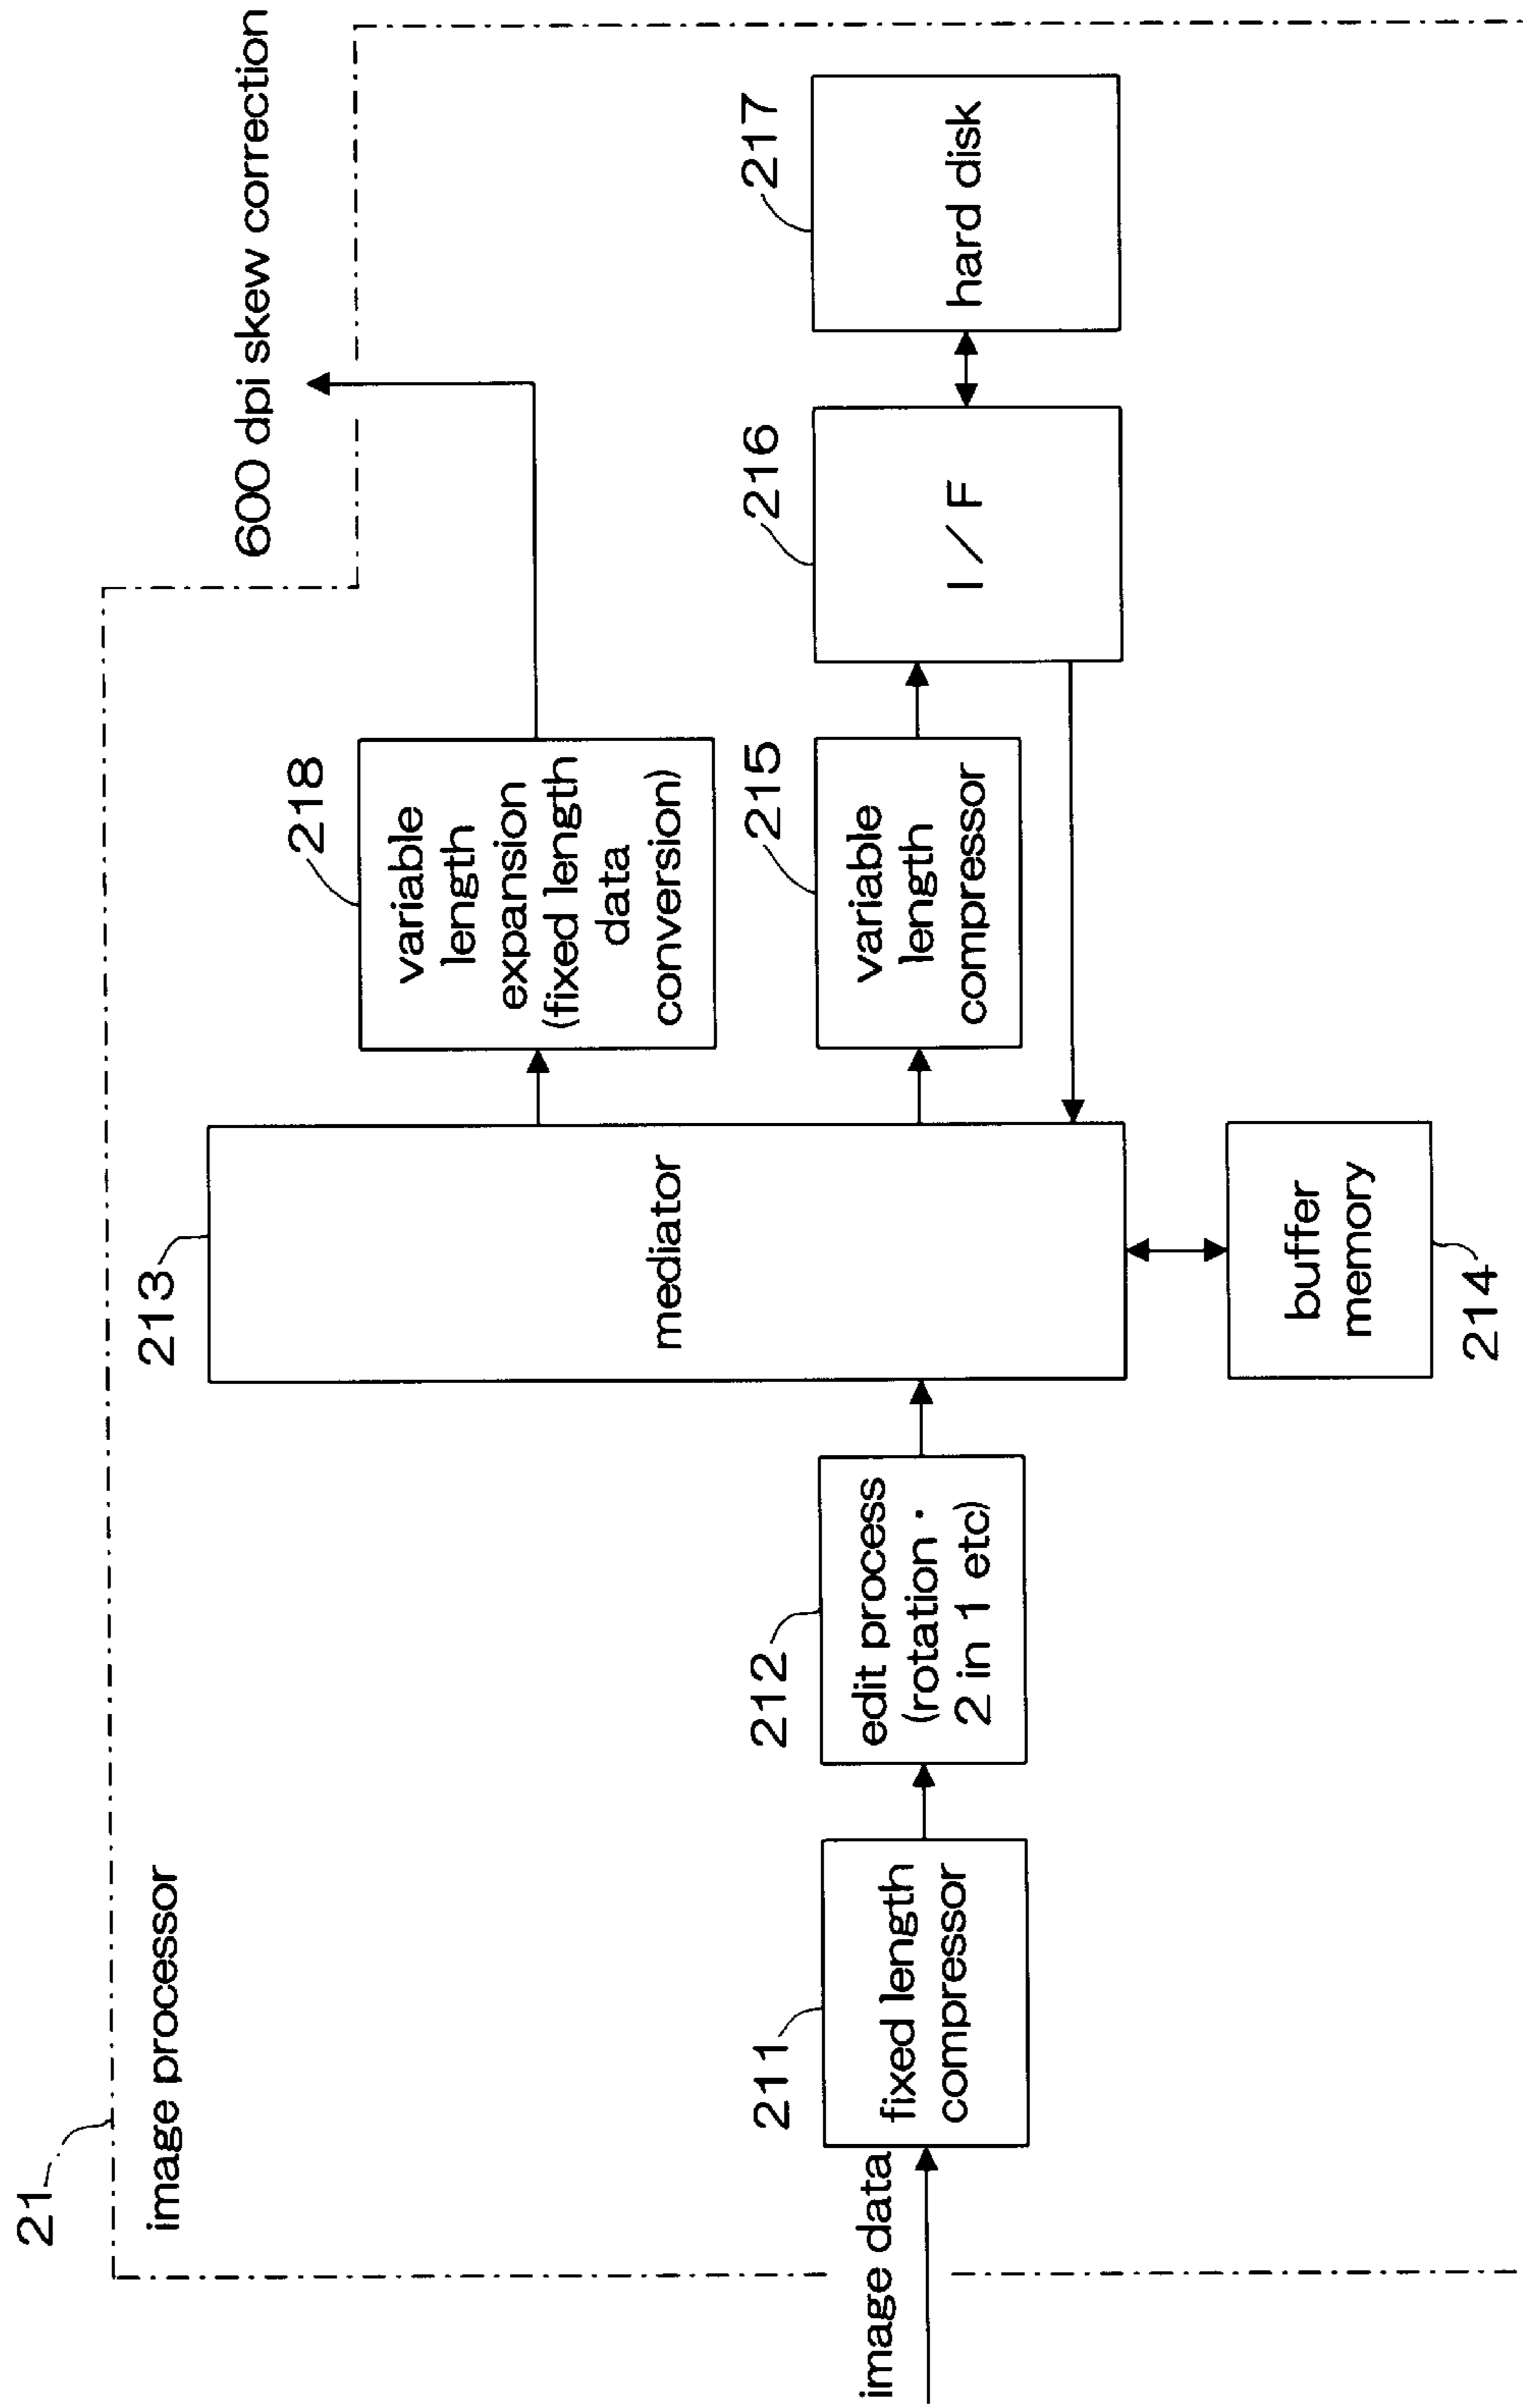 21
image processor
600 dpi skew correction
213
mediator
218
variable
length
expansion
(fixed length
data
conversion)
image data
211
fixed length
compressor
212
edit process
(rotation ·
2 in 1 etc)
215
variable
length
compressor
216
I/F
217
hard disk
buffer
memory
214